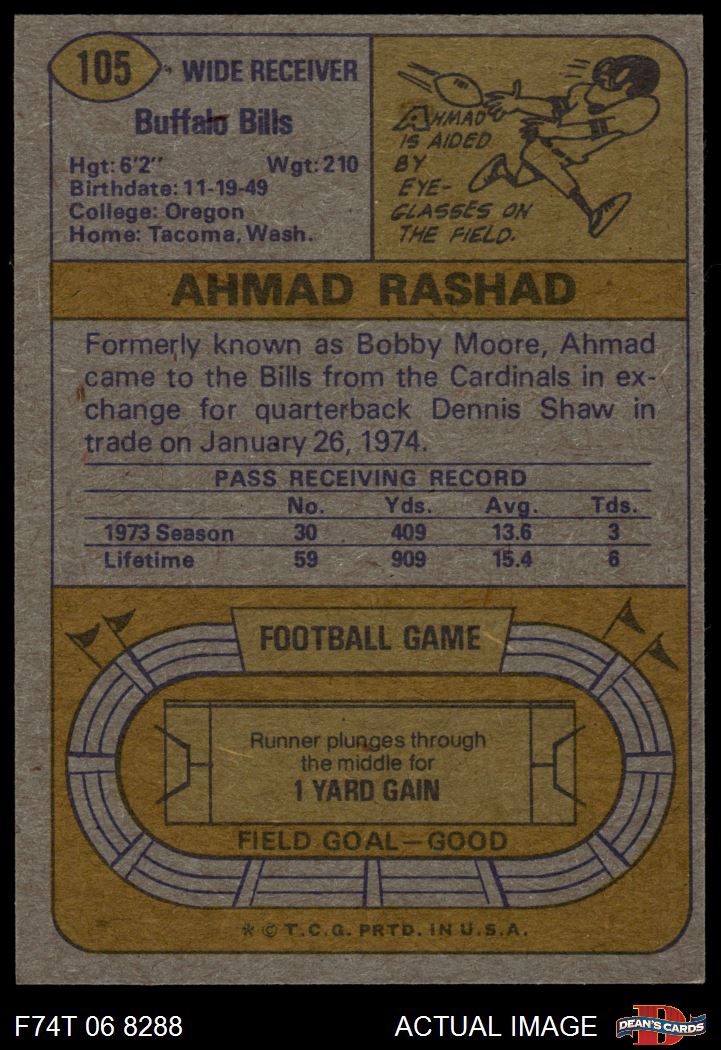 105
WIDE RECEIVER
Buffalo Bills
Hgt: 6'2" Wgt: 210
Birthdate: 11-19-49
College: Oregon
Home: Tacoma, Wash.
AHMAD
IS AIDED
BY
EYE-
GLASSES ON
THE FIELD.
AHMAD RASHAD
Formerly known as Bobby Moore, Ahmad
came to the Bills from the Cardinals in ex-
change for quarterback Dennis Shaw in
trade on January 26, 1974.
PASS RECEIVING RECORD
No. Yds. Avg. Tds.
1973 Season 30 409 13.6 3
Lifetime 59 909 15.4 6
FOOTBALL GAME
Runner plunges through
the middle for
1 YARD GAIN
FIELD GOAL—GOOD
* © T.C.G. PRTD. IN U.S.A.
F74T 06 8288
ACTUAL IMAGE
D
DEAN'S CARDS